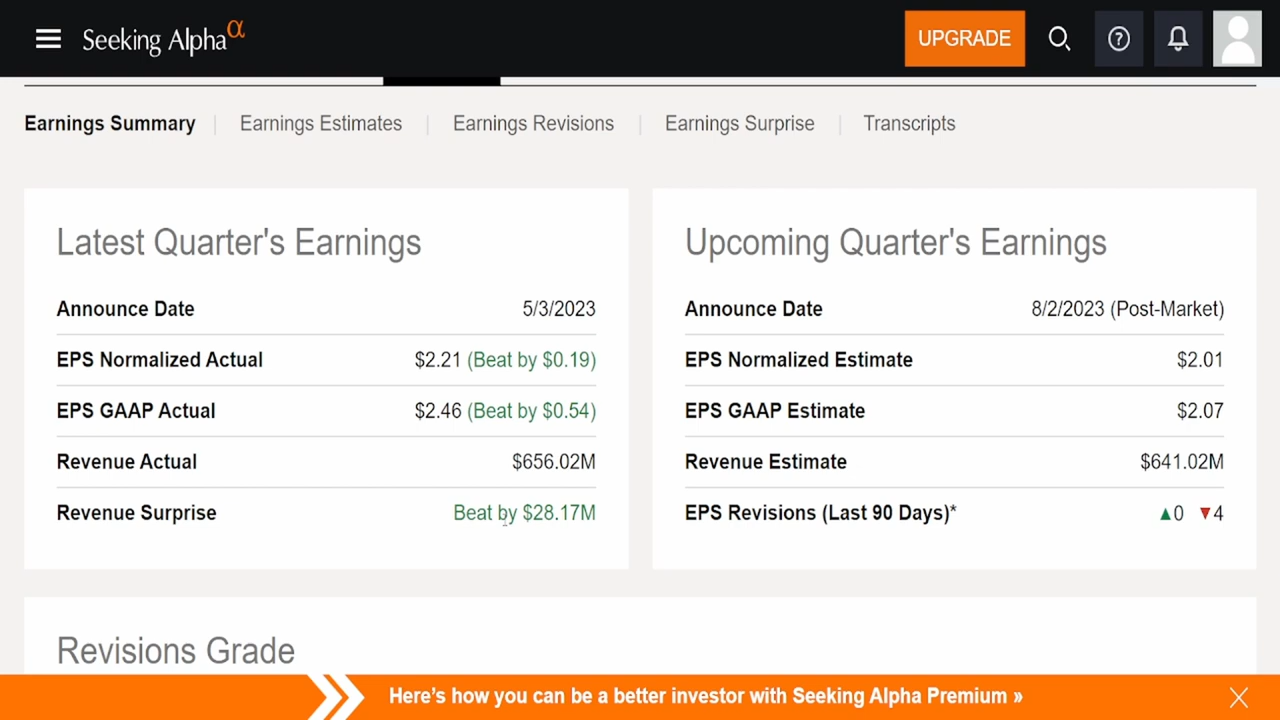 Seeking Alpha α
UPGRADE
Earnings Summary | Earnings Estimates | Earnings Revisions | Earnings Surprise | Transcripts
Latest Quarter's Earnings
Announce Date 5/3/2023
EPS Normalized Actual $2.21 (Beat by $0.19)
EPS GAAP Actual $2.46 (Beat by $0.54)
Revenue Actual $656.02M
Revenue Surprise Beat by $28.17M
Upcoming Quarter's Earnings
Announce Date 8/2/2023 (Post-Market)
EPS Normalized Estimate $2.01
EPS GAAP Estimate $2.07
Revenue Estimate $641.02M
EPS Revisions (Last 90 Days)* ▲0 ▼4
Revisions Grade
Here's how you can be a better investor with Seeking Alpha Premium »